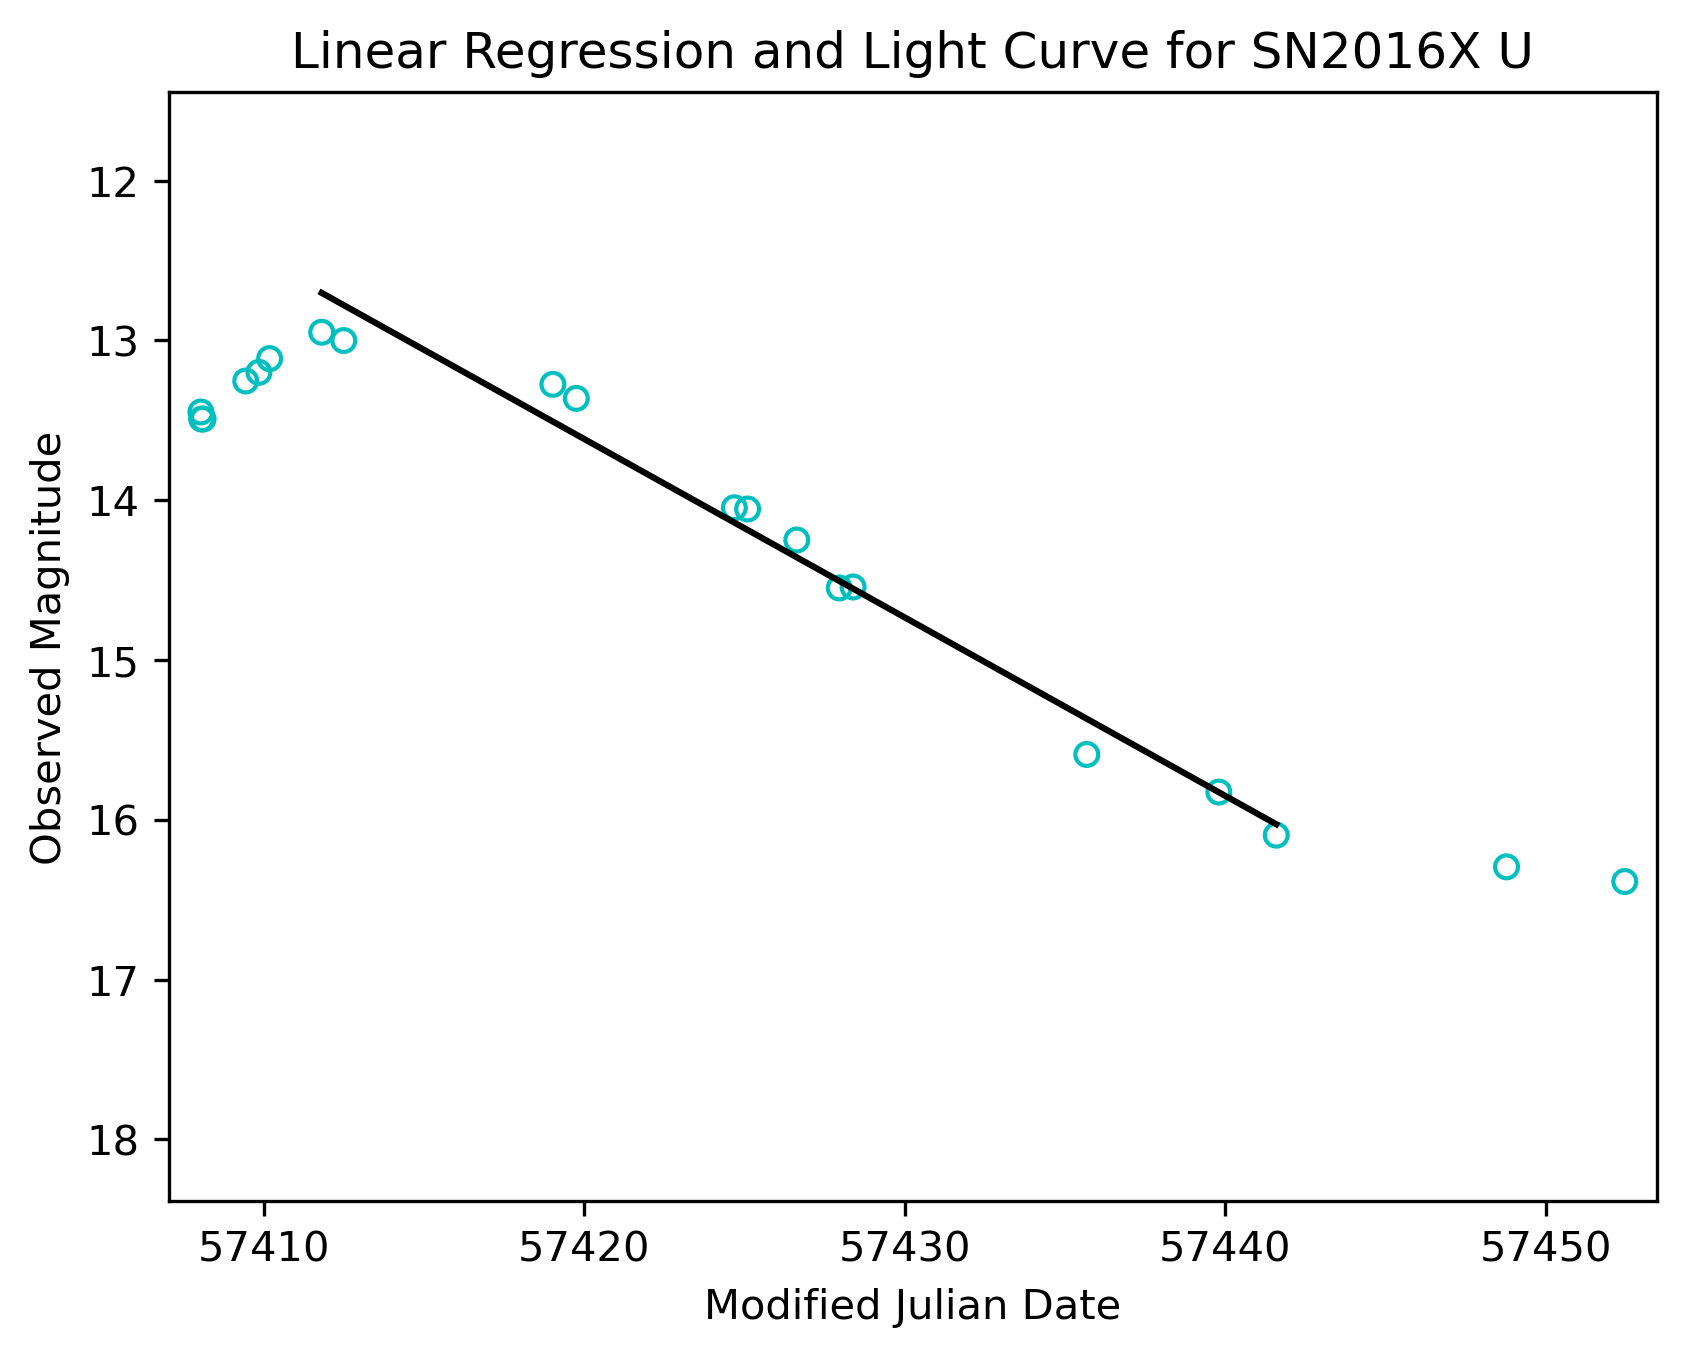 Linear Regression and Light Curve for SN2016X U
12
13
14
15
16
17
18
Observed Magnitude
57410 57420 57430 57440 57450
Modified Julian Date